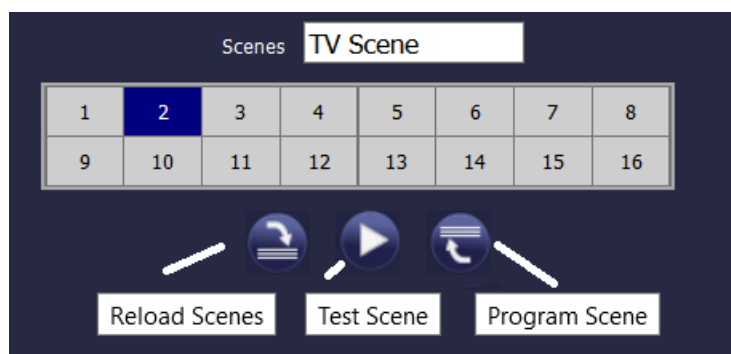 Scenes TV Scene
1 2 3 4 5 6 7 8
9 10 11 12 13 14 15 16
Reload Scenes Test Scene Program Scene